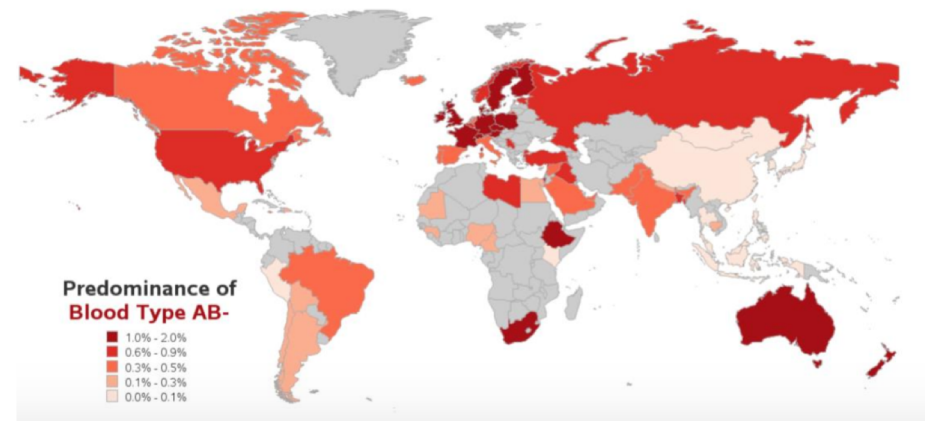 Predominance of
Blood Type AB-
1.0% - 2.0%
0.6% - 0.9%
0.3% - 0.5%
0.1% - 0.3%
0.0% - 0.1%